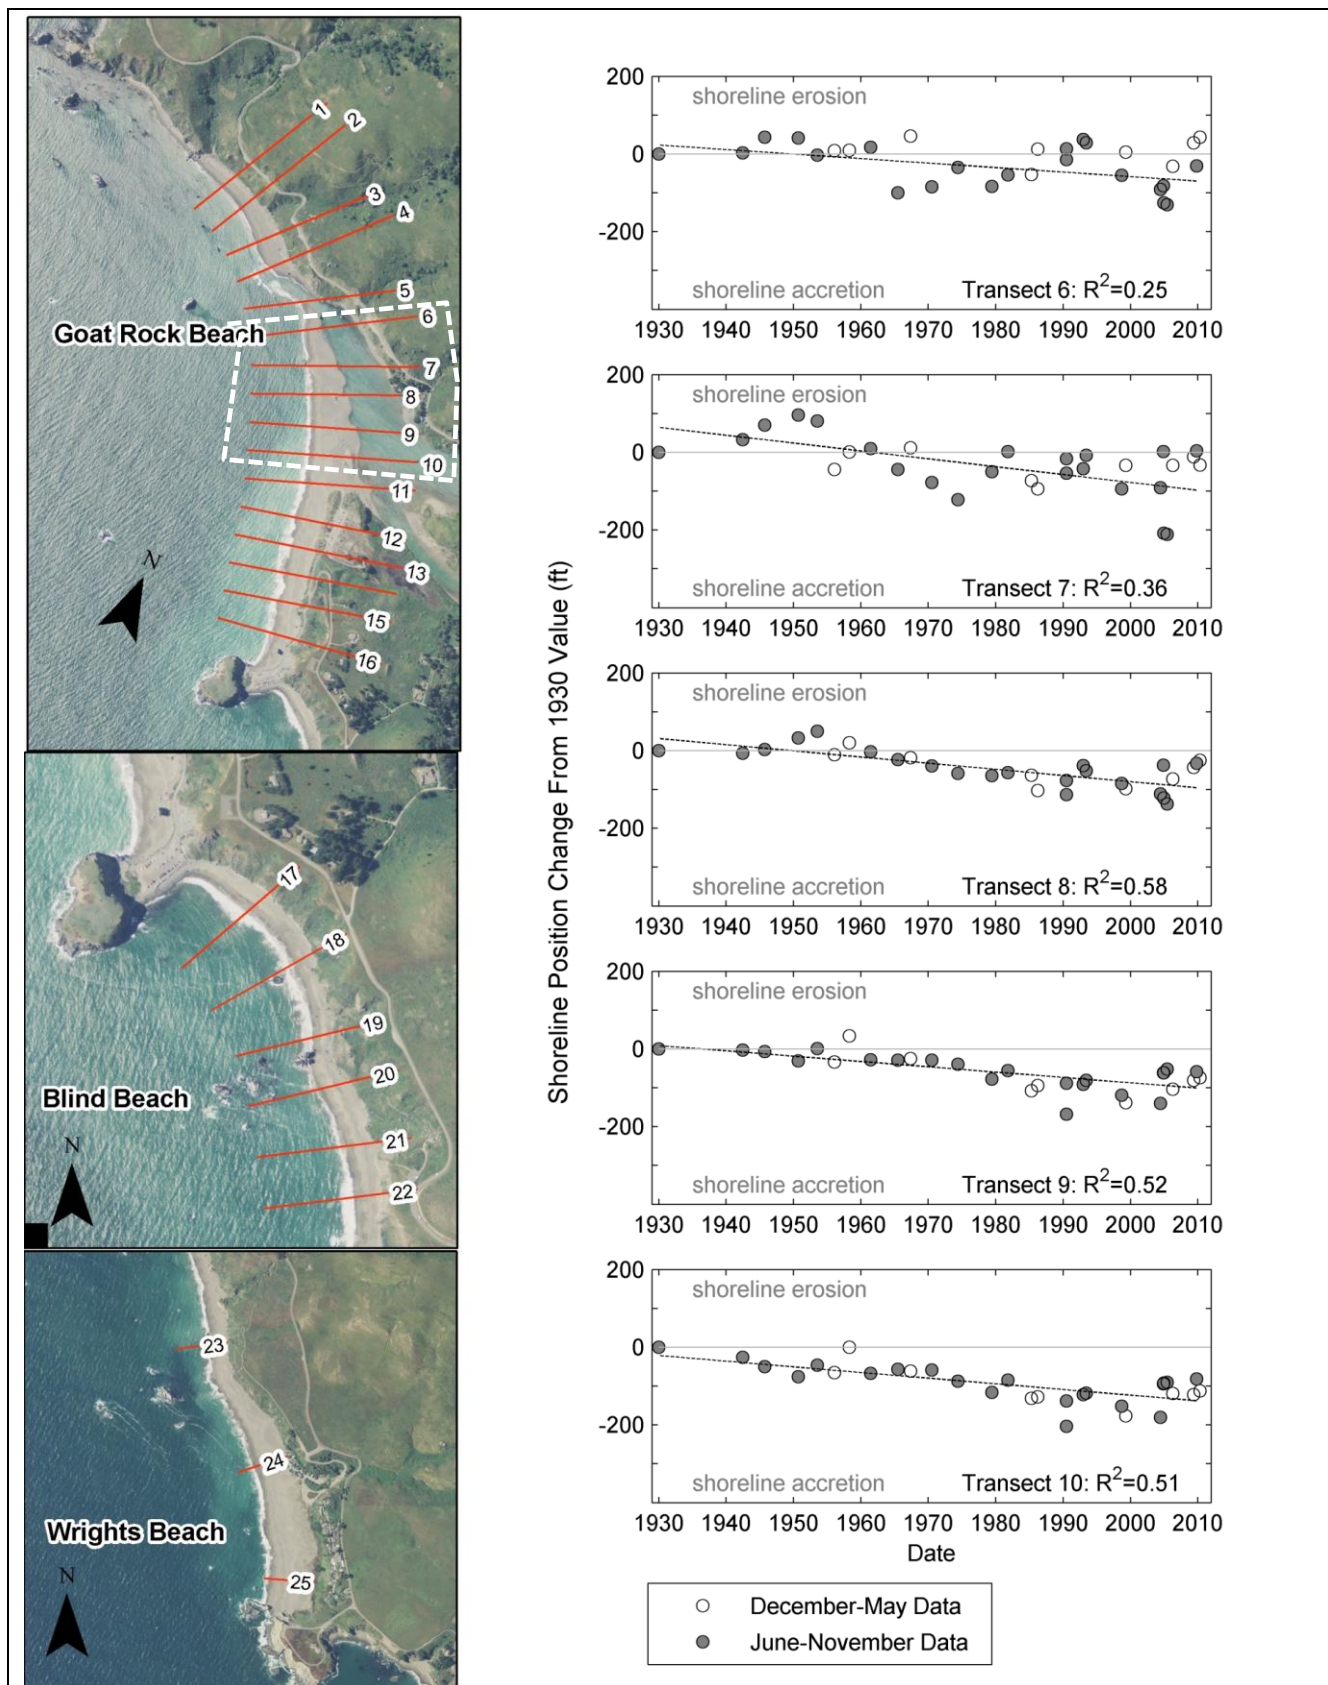 1
2
3
4
5
6
Goat Rock Beach
7
8
9
10
11
12
13
15
16
N
17
18
19
20
Blind Beach
21
N
22
23
24
Wrights Beach
25
N
Shoreline Position Change From 1930 Value (ft)
200
shoreline erosion
0
-200
shoreline accretion
Transect 6: R²=0.25
1930 1940 1950 1960 1970 1980 1990 2000 2010
200
shoreline erosion
0
-200
shoreline accretion
Transect 7: R²=0.36
1930 1940 1950 1960 1970 1980 1990 2000 2010
200
shoreline erosion
0
-200
shoreline accretion
Transect 8: R²=0.58
1930 1940 1950 1960 1970 1980 1990 2000 2010
200
shoreline erosion
0
-200
shoreline accretion
Transect 9: R²=0.52
1930 1940 1950 1960 1970 1980 1990 2000 2010
200
shoreline erosion
0
-200
shoreline accretion
Transect 10: R²=0.51
1930 1940 1950 1960 1970 1980 1990 2000 2010
Date
December-May Data
June-November Data